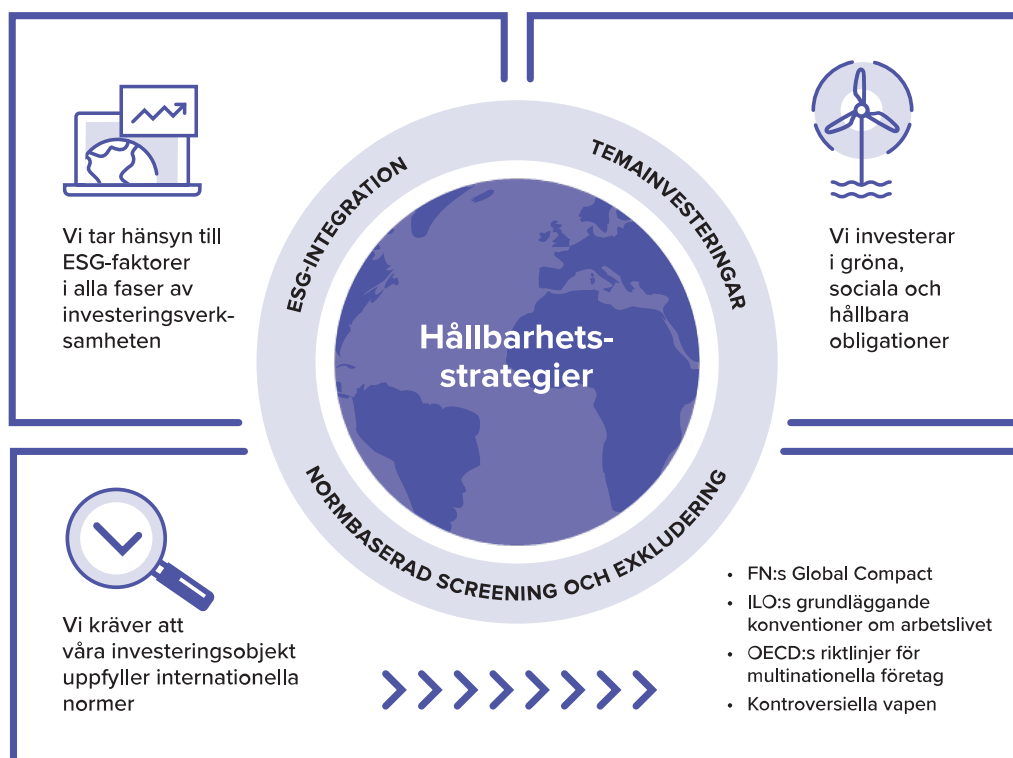 ESG-INTEGRATION
Vi tar hänsyn till
ESG-faktorer
i alla faser av
investeringsverk-
samheten
TEMAINVESTERINGAR
Vi investerar
i gröna,
sociala och
hållbara
obligationer
Hållbarhets-
strategier
NORMBASERAD SCREENING OCH EXKLUDERING
Vi kräver att
våra investeringsobjekt
uppfyller internationella
normer
• FN:s Global Compact
• ILO:s grundläggande
konventioner om arbetslivet
• OECD:s riktlinjer för
multinationella företag
• Kontroversiella vapen